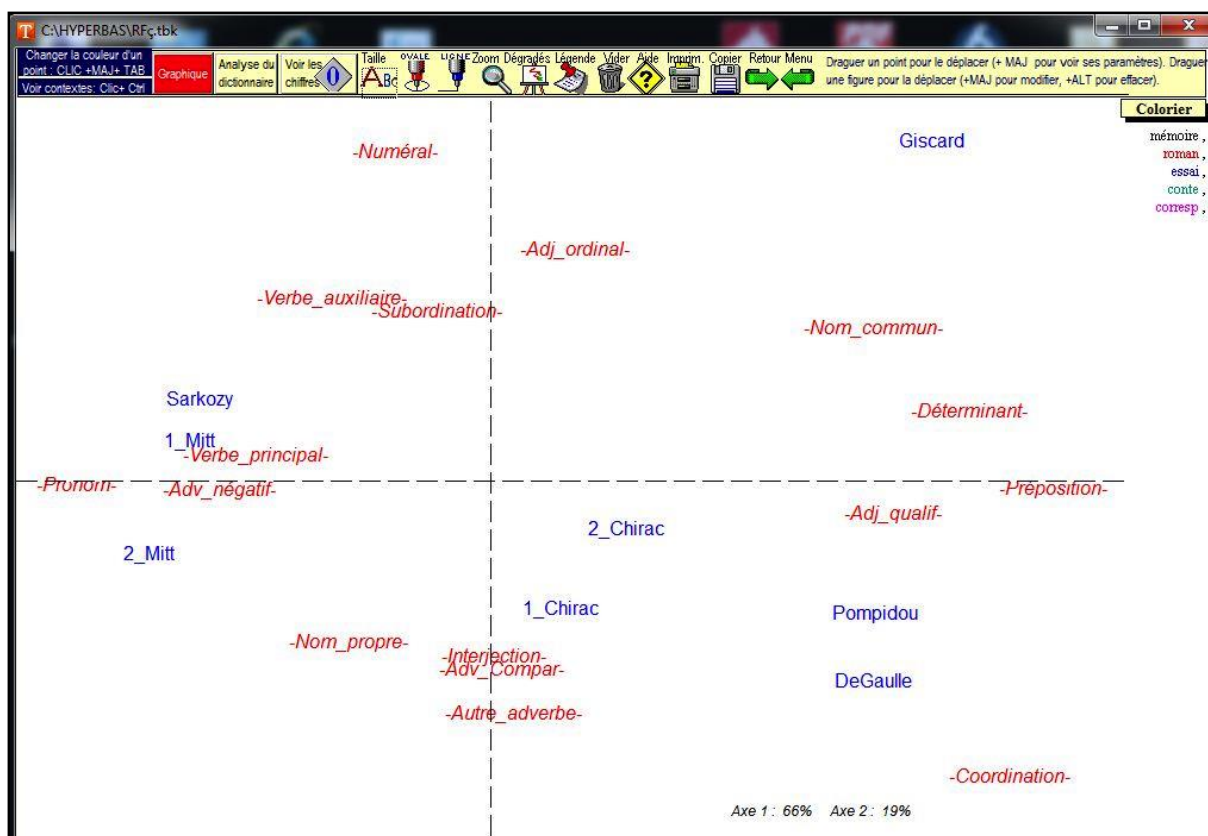 C:\HYPERBAS\RFç.tbk
Changer la couleur d'un
point : CLIC +MAJ+ TAB
Voir contextes: Clic+ Ctrl
Graphique
Analyse du
dictionnaire
Voir les
chiffres
0
Taille
ABC
OVALE
LIGNE
Zoom
Dégradés
Légende
Vider
Aide
Imprim.
Copier
Retour
Menu
Draguer un point pour le déplacer (+ MAJ pour voir ses paramètres). Draguer
une figure pour la déplacer (+MAJ pour modifier, +ALT pour effacer).
Colorier
mémoire ,
roman ,
essai ,
conte ,
corresp ,
Giscard
-Numéral-
-Adj_ordinal-
-Verbe_auxiliaire-
-Subordination-
-Nom_commun-
Sarkozy
-Déterminant-
1_Mitt
-Verbe_principal-
-Pronom-
-Adv_négatif-
-Préposition-
-Adj_qualif-
2_Chirac
2_Mitt
1_Chirac
Pompidou
-Nom_propre-
-Interjection-
-Adv_Compar-
DeGaulle
-Autre_adverbe-
-Coordination-
Axe 1 : 66% Axe 2 : 19%